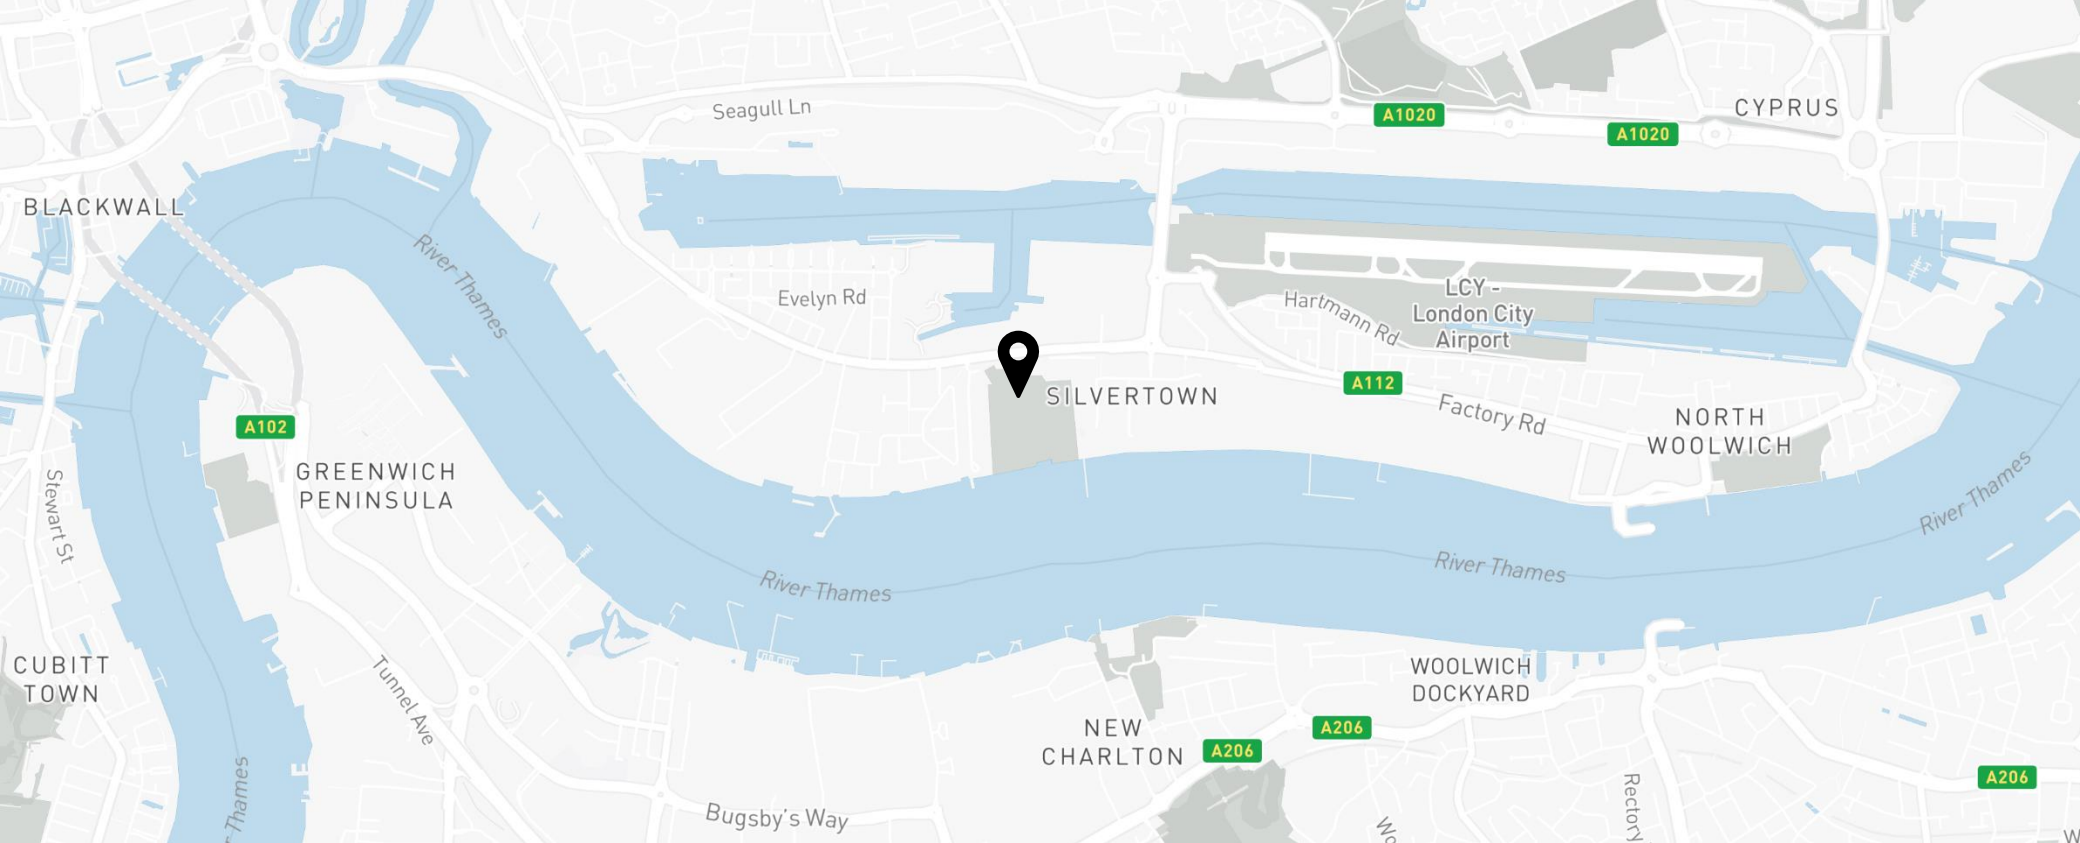 Seagull Ln
A1020
A1020
CYPRUS
BLACKWALL
River Thames
Evelyn Rd
Hartmann Rd
LCY -
London City
Airport
A112
SILVERTOWN
Factory Rd
NORTH
WOOLWICH
A102
GREENWICH
PENINSULA
Stewart St
River Thames
River Thames
River Thames
CUBITT
TOWN
Tunnel Ave
WOOLWICH
DOCKYARD
NEW
CHARLTON
A206
A206
A206
Thames
Bugsby's Way
Rectory